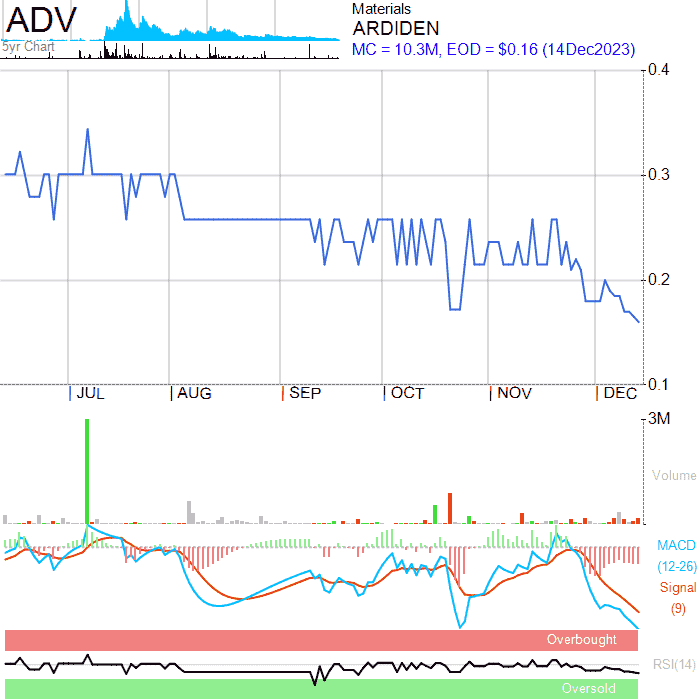 ADV
5yr Chart
Materials
ARDIDEN
MC = 10.3M, EOD = $0.16 (14Dec2023)
0.4
0.3
0.2
0.1
JUL AUG SEP OCT NOV DEC
3M
Volume
MACD
(12-26)
Signal
(9)
Overbought
RSI(14)
Oversold